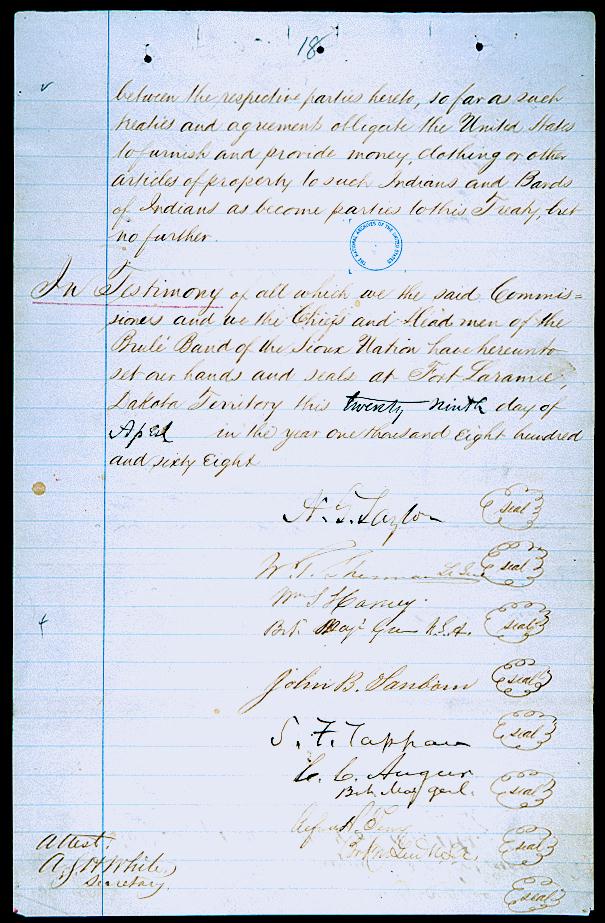 18
between the respective parties hereto, so far as such
treaties and agreements obligate the United States
to furnish and provide money, clothing or other
articles of property to such Indians and Bands
of Indians as become parties to this Treaty, but
no further.
THE NATIONAL ARCHIVES OF THE UNITED STATES
In Testimony of all which we the said Commis=
sioners and we the Chiefs and Head men of the
Brulé Band of the Sioux Nation have hereunto
set our hands and seals at Fort Laramie,
Dakota Territory this twenty ninth day of
April in the year one thousand eight hundred
and sixty eight
N. G. Taylor seal
W. T. Sherman Lt Gen seal
Wm S Harney
Bvt Maj Gen U.S.A. seal
John B. Sanborn seal
S. F. Tappan seal
C. C. Augur
Bvt Maj genl. seal
Alfred H Terry
Bvt M Gen U.S.A. seal
Attest: seal
A. S. H. White,
Secretary.